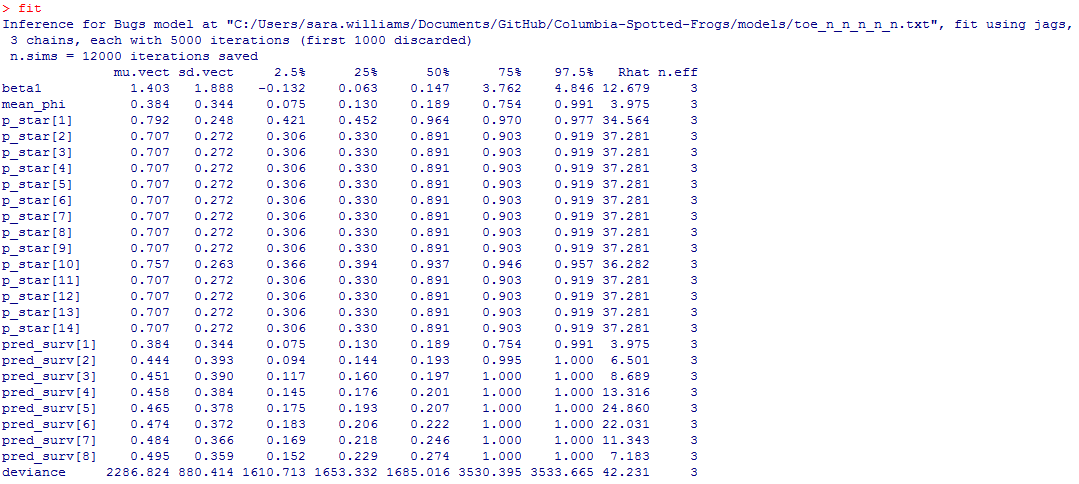 > fit
Inference for Bugs model at "C:/Users/sara.williams/Documents/GitHub/Columbia-Spotted-Frogs/models/toe_n_n_n_n_n.txt", fit using jags,
 3 chains, each with 5000 iterations (first 1000 discarded)
 n.sims = 12000 iterations saved
              mu.vect sd.vect     2.5%      25%      50%      75%    97.5%   Rhat n.eff
beta1           1.403   1.888   -0.132    0.063    0.147    3.762    4.846 12.679     3
mean_phi        0.384   0.344    0.075    0.130    0.189    0.754    0.991  3.975     3
p_star[1]       0.792   0.248    0.421    0.452    0.964    0.970    0.977 34.564     3
p_star[2]       0.707   0.272    0.306    0.330    0.891    0.903    0.919 37.281     3
p_star[3]       0.707   0.272    0.306    0.330    0.891    0.903    0.919 37.281     3
p_star[4]       0.707   0.272    0.306    0.330    0.891    0.903    0.919 37.281     3
p_star[5]       0.707   0.272    0.306    0.330    0.891    0.903    0.919 37.281     3
p_star[6]       0.707   0.272    0.306    0.330    0.891    0.903    0.919 37.281     3
p_star[7]       0.707   0.272    0.306    0.330    0.891    0.903    0.919 37.281     3
p_star[8]       0.707   0.272    0.306    0.330    0.891    0.903    0.919 37.281     3
p_star[9]       0.707   0.272    0.306    0.330    0.891    0.903    0.919 37.281     3
p_star[10]      0.757   0.263    0.366    0.394    0.937    0.946    0.957 36.282     3
p_star[11]      0.707   0.272    0.306    0.330    0.891    0.903    0.919 37.281     3
p_star[12]      0.707   0.272    0.306    0.330    0.891    0.903    0.919 37.281     3
p_star[13]      0.707   0.272    0.306    0.330    0.891    0.903    0.919 37.281     3
p_star[14]      0.707   0.272    0.306    0.330    0.891    0.903    0.919 37.281     3
pred_surv[1]    0.384   0.344    0.075    0.130    0.189    0.754    0.991  3.975     3
pred_surv[2]    0.444   0.393    0.094    0.144    0.193    0.995    1.000  6.501     3
pred_surv[3]    0.451   0.390    0.117    0.160    0.197    1.000    1.000  8.689     3
pred_surv[4]    0.458   0.384    0.145    0.176    0.201    1.000    1.000 13.316     3
pred_surv[5]    0.465   0.378    0.175    0.193    0.207    1.000    1.000 24.860     3
pred_surv[6]    0.474   0.372    0.183    0.206    0.222    1.000    1.000 22.031     3
pred_surv[7]    0.484   0.366    0.169    0.218    0.246    1.000    1.000 11.343     3
pred_surv[8]    0.495   0.359    0.152    0.229    0.274    1.000    1.000  7.183     3
deviance     2286.824 880.414 1610.713 1653.332 1685.016 3530.395 3533.665 42.231     3